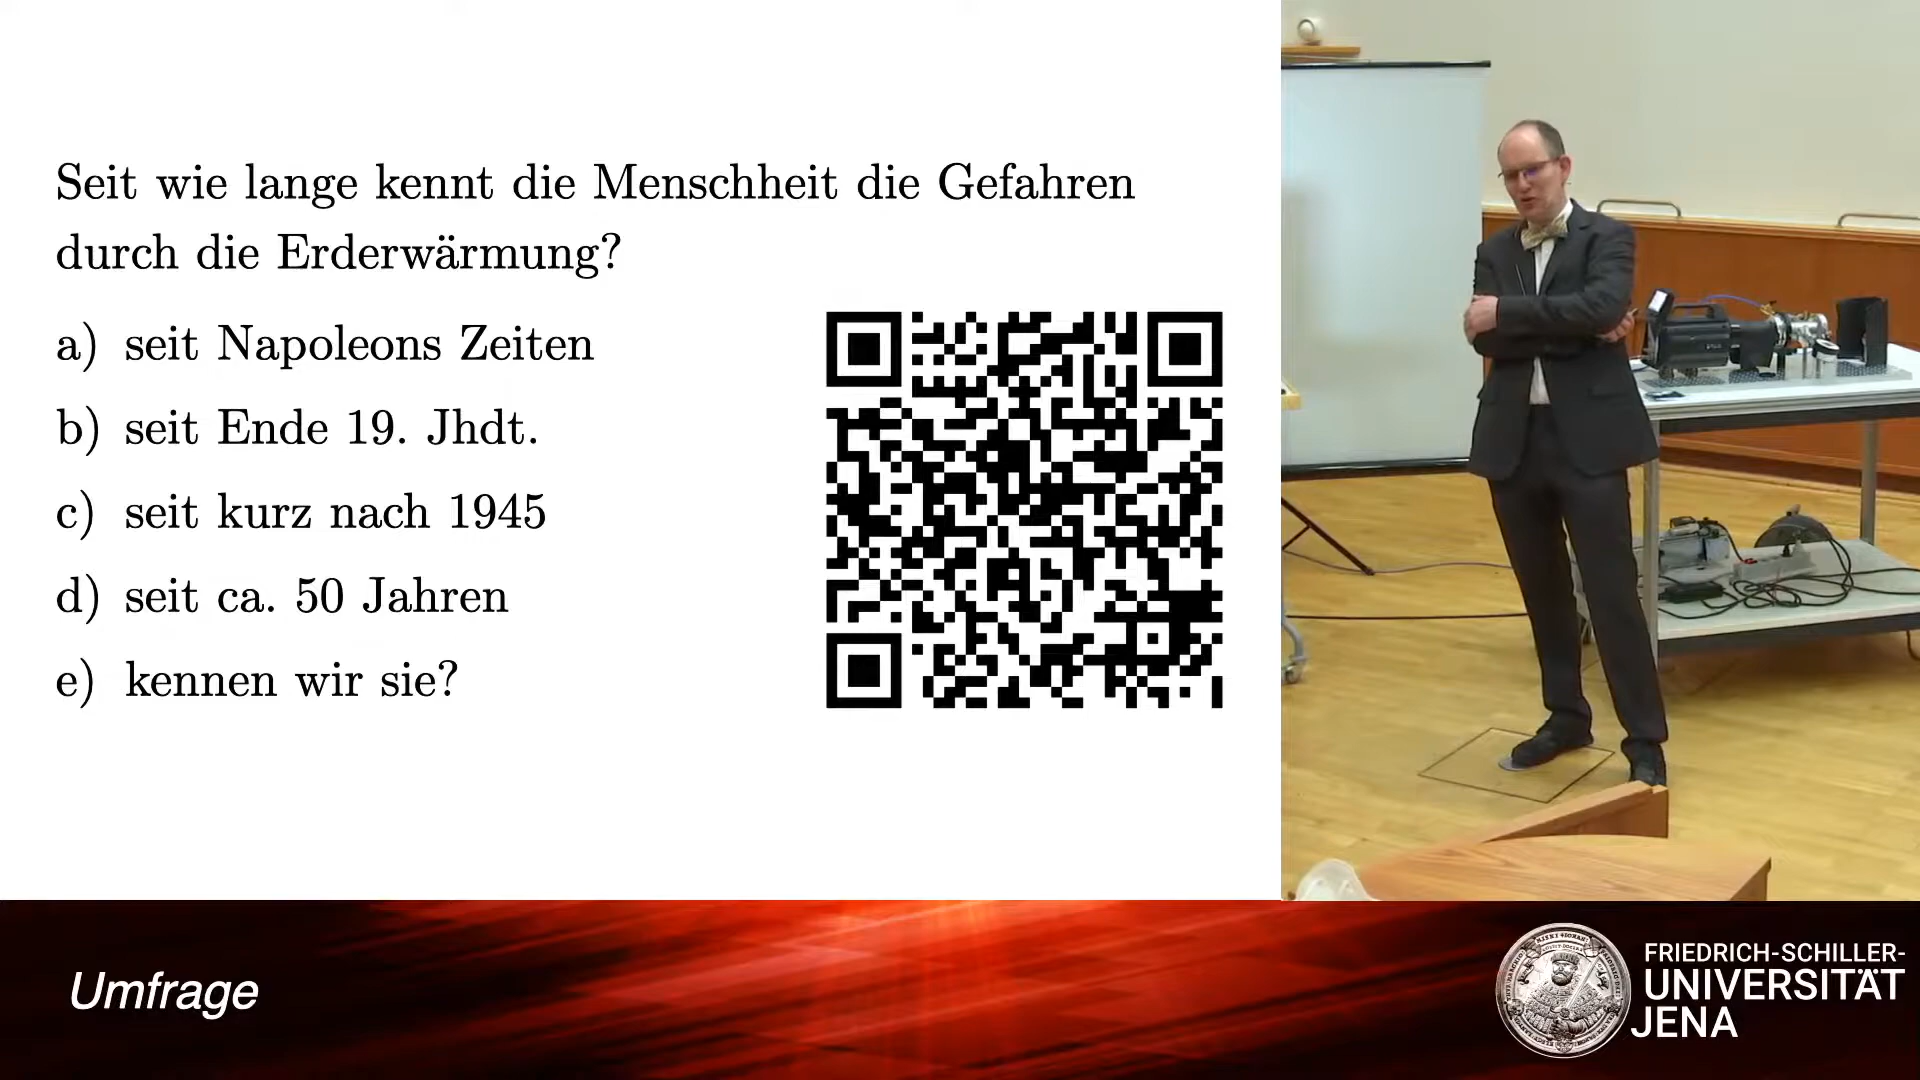 Seit wie lange kennt die Menschheit die Gefahren
durch die Erderwärmung?
a) seit Napoleons Zeiten
b) seit Ende 19. Jhdt.
c) seit kurz nach 1945
d) seit ca. 50 Jahren
e) kennen wir sie?
Umfrage
FRIEDRICH-SCHILLER-
UNIVERSITÄT
JENA